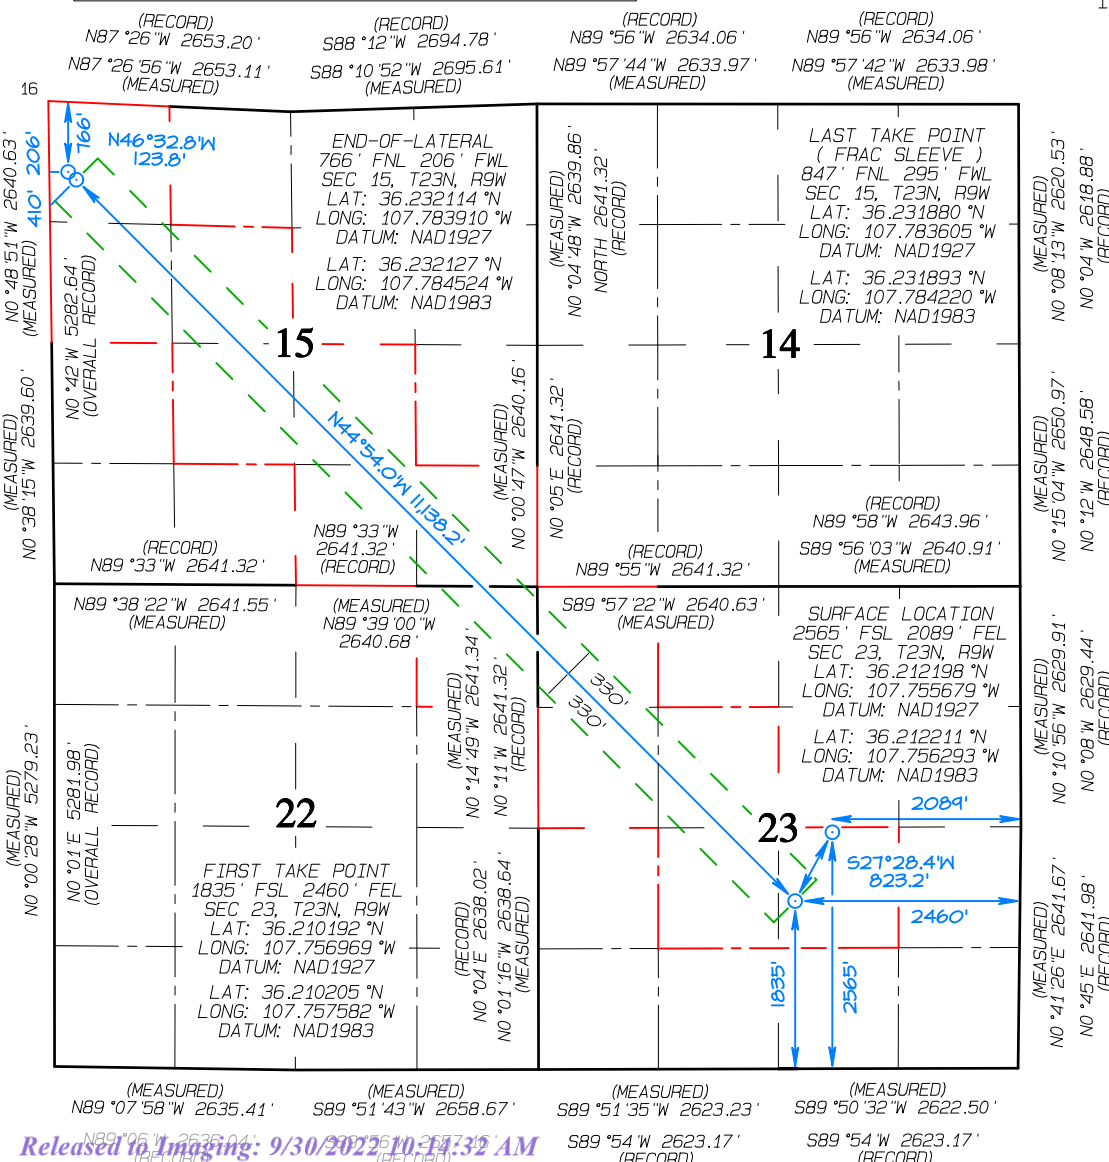 (RECORD)
N87°26"W 2653.20'
N87°26'56"W 2653.11'
(MEASURED)
(RECORD)
S88°12"W 2694.78'
S88°10'52"W 2695.61'
(MEASURED)
(RECORD)
N89°56"W 2634.06'
N89°57'44"W 2633.97'
(MEASURED)
(RECORD)
N89°56"W 2634.06'
N89°57'42"W 2633.98'
(MEASURED)
16
766'
206'
410'
N46°32.8'W
123.8'
N0°48'51"W 2640.63'
(MEASURED)
N0°42'W 5282.64'
(OVERALL RECORD)
(MEASURED)
N0°38'15"W 2639.60'
END-OF-LATERAL
766' FNL 206' FWL
SEC 15, T23N, R9W
LAT: 36.232114°N
LONG: 107.783910°W
DATUM: NAD1927
LAT: 36.232127°N
LONG: 107.784524°W
DATUM: NAD1983
(MEASURED)
N0°04'48"W 2639.86'
NORTH 2641.32'
(RECORD)
LAST TAKE POINT
( FRAC SLEEVE )
847' FNL 295' FWL
SEC 15, T23N, R9W
LAT: 36.231880°N
LONG: 107.783605°W
DATUM: NAD1927
LAT: 36.231893°N
LONG: 107.784220°W
DATUM: NAD1983
(MEASURED)
N0°08'13"W 2620.53'
N0°04'W 2618.88'
(RECORD)
15
14
N44°54.0'W 11,138.2'
(MEASURED)
N0°00'47"W 2640.16'
N0°05'E 2641.32'
(RECORD)
(MEASURED)
N0°15'04"W 2650.97'
N0°12'W 2648.58'
(RECORD)
(RECORD)
N89°33"W 2641.32'
N89°33"W
2641.32'
(RECORD)
(RECORD)
N89°55"W 2641.32'
(RECORD)
N89°58"W 2643.96'
S89°56'03"W 2640.91'
(MEASURED)
N89°38'22"W 2641.55'
(MEASURED)
(MEASURED)
N89°39'00"W
2640.68'
S89°57'22"W 2640.63'
(MEASURED)
SURFACE LOCATION
2565' FSL 2089' FEL
SEC 23, T23N, R9W
LAT: 36.212198°N
LONG: 107.755679°W
DATUM: NAD1927
LAT: 36.212211°N
LONG: 107.756293°W
DATUM: NAD1983
(MEASURED)
N0°14'49"W 2641.34'
N0°11"W 2641.32'
(RECORD)
330'
330'
(MEASURED)
N0°10'56"W 2629.91'
N0°08"W 2629.44'
(RECORD)
(MEASURED)
N0°00'28"W 5279.23'
N0°01'E 5281.98'
(OVERALL RECORD)
22
23
2089'
S27°28.4'W
823.2'
2460'
1835'
2565'
FIRST TAKE POINT
1835' FSL 2460' FEL
SEC 23, T23N, R9W
LAT: 36.210192°N
LONG: 107.756969°W
DATUM: NAD1927
LAT: 36.210205°N
LONG: 107.757582°W
DATUM: NAD1983
(RECORD)
N0°04'E 2638.02'
N0°01'16"W 2638.64'
(MEASURED)
(MEASURED)
N0°41'26"E 2641.67'
N0°45'E 2641.98'
(RECORD)
(MEASURED)
N89°07'58"W 2635.41'
N89°06"W 2636.04'
(RECORD)
(MEASURED)
S89°51'43"W 2658.67'
S89°56"W 2657.16'
(RECORD)
(MEASURED)
S89°51'35"W 2623.23'
S89°54'W 2623.17'
(RECORD)
(MEASURED)
S89°50'32"W 2622.50'
S89°54'W 2623.17'
(RECORD)
Released to Imaging: 9/30/2022 10:14:32 AM